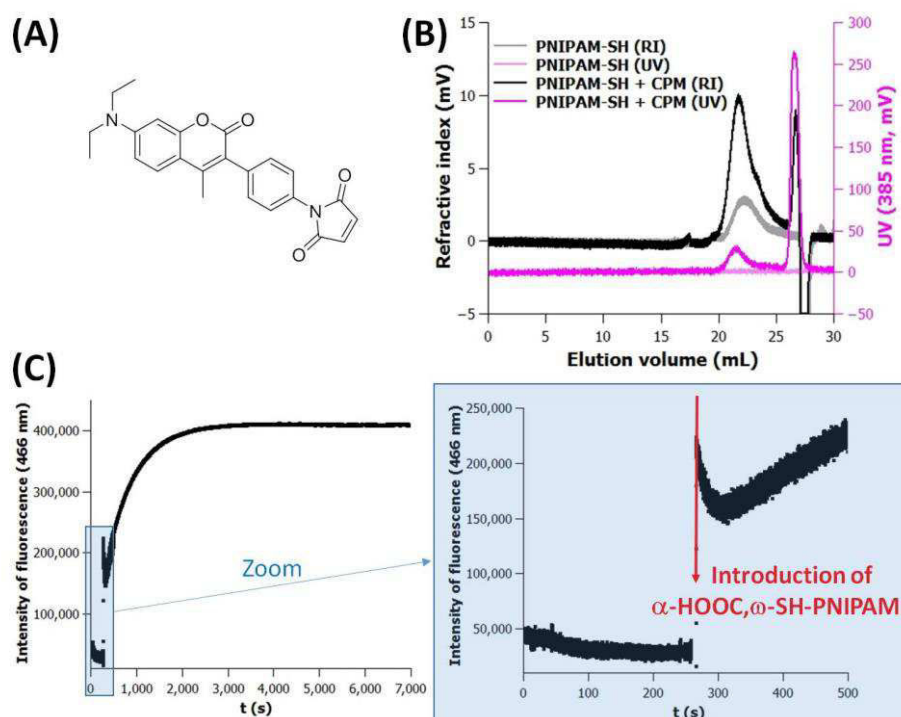 (A)
N
O
O
O
N
O
(B)
PNIPAM-SH (RI)
PNIPAM-SH (UV)
PNIPAM-SH + CPM (RI)
PNIPAM-SH + CPM (UV)
Refractive index (mV)
15
10
5
0
−5
0
5
10
15
20
25
30
Elution volume (mL)
300
250
200
150
100
50
0
−50
UV (385 nm, mV)
(C)
Intensity of fluorescence (466 nm)
400,000
300,000
200,000
100,000
0
1,000
2,000
3,000
4,000
5,000
6,000
7,000
t (s)
Zoom
Intensity of fluorescence (466 nm)
250,000
200,000
150,000
100,000
50,000
0
100
200
300
400
500
t (s)
Introduction of
α-HOOC,ω-SH-PNIPAM